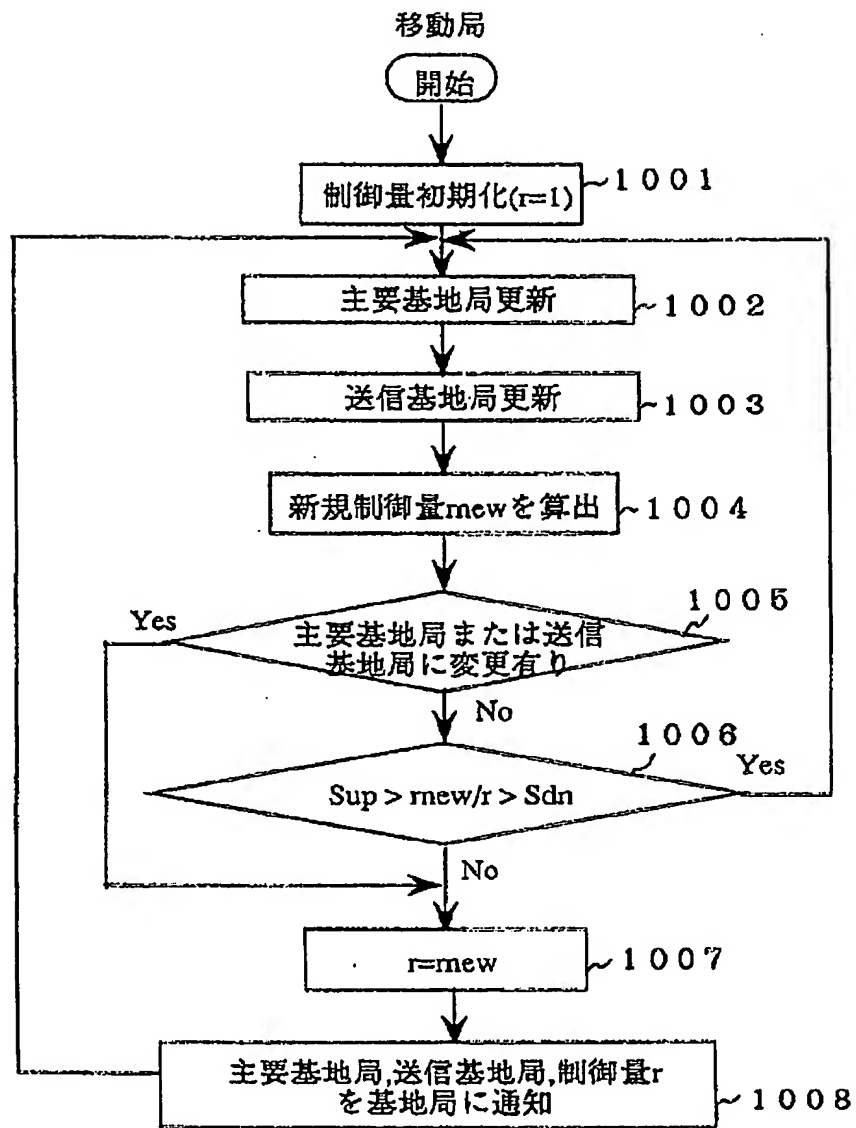 移動局
開始
制御量初期化(r=1)
~1001
主要基地局更新
~1002
送信基地局更新
~1003
新規制御量rnewを算出
~1004
1005
Yes
主要基地局または送信
基地局に変更有り
No
1006
Yes
Sup > rnew/r > Sdn
No
r=rnew
~1007
主要基地局,送信基地局,制御量r
を基地局に通知
~1008